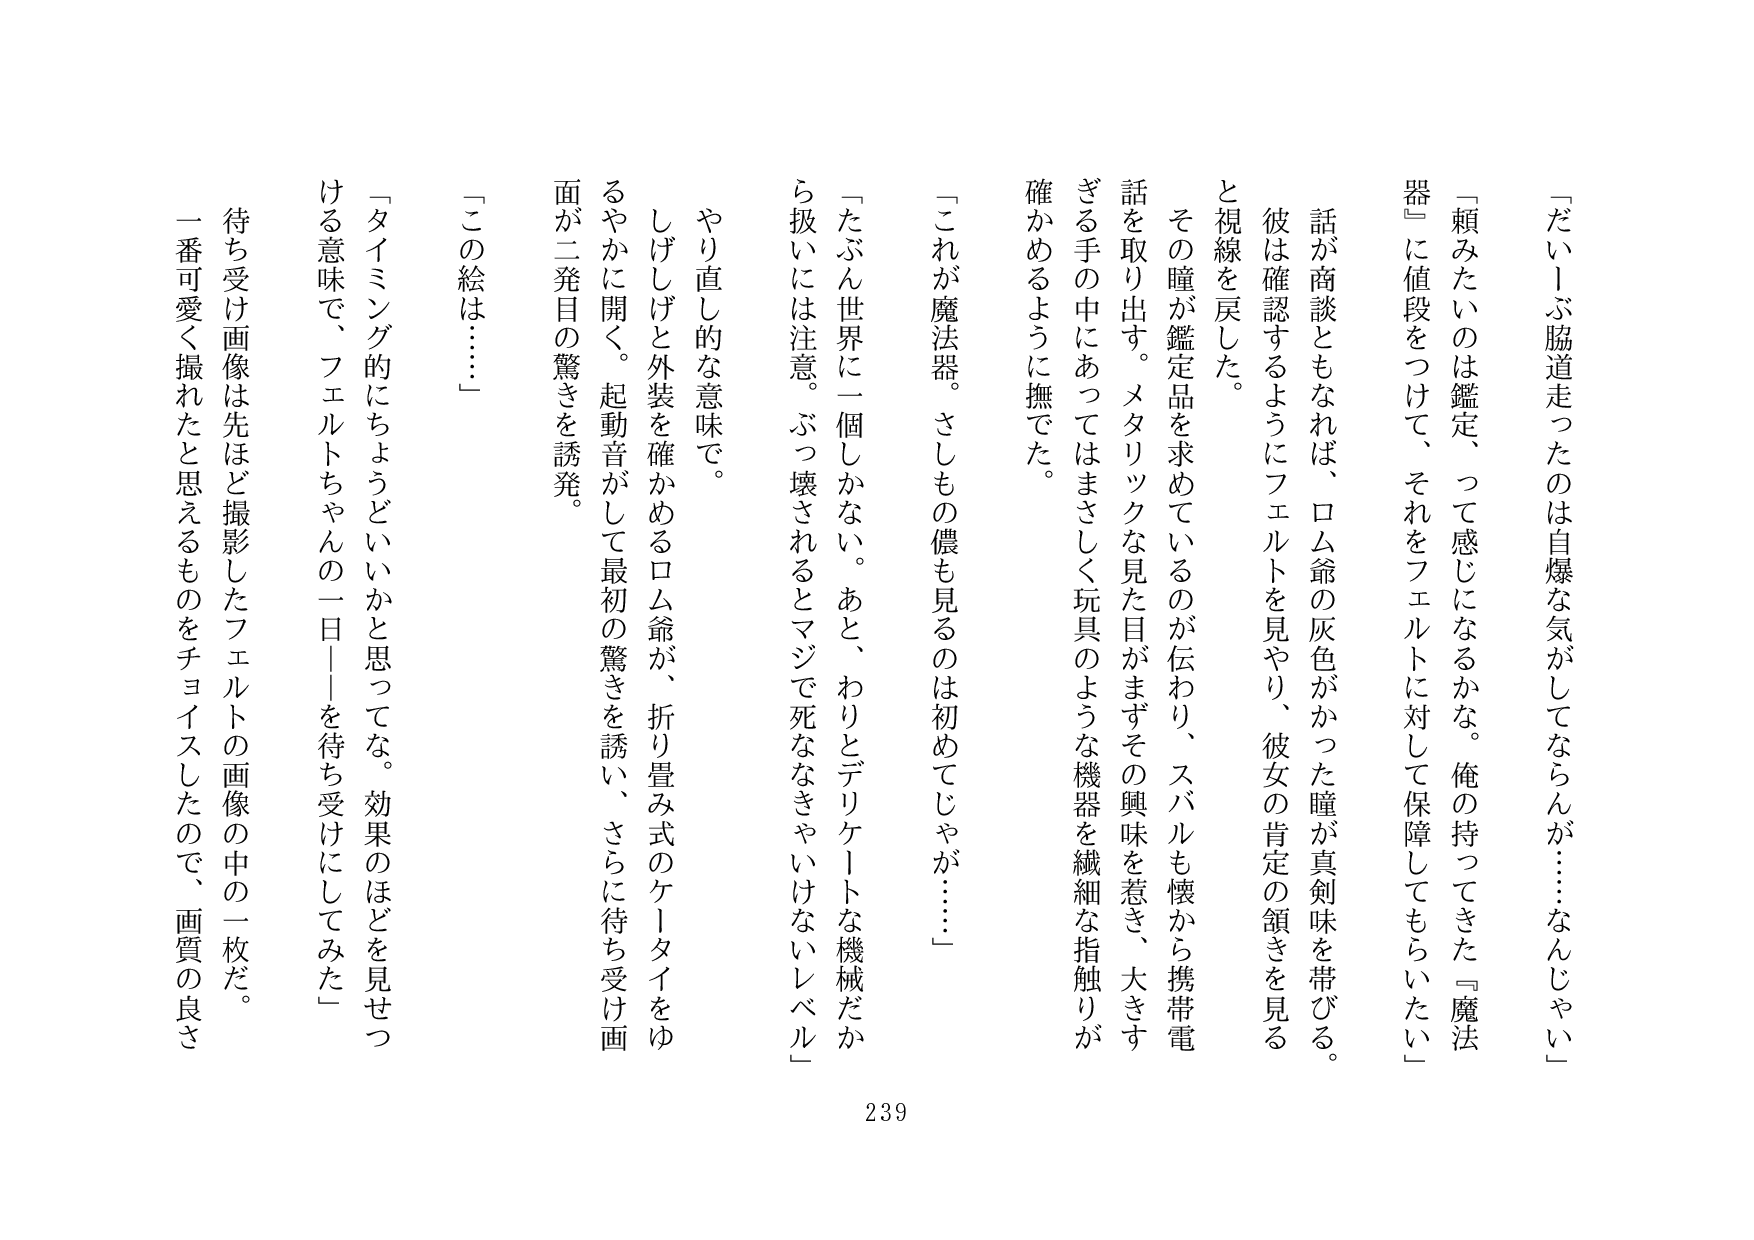 「だいーぶ脇道走ったのは自爆な気がしてならんが……なんじゃい」
「頼みたいのは鑑定、って感じになるかな。俺の持ってきた『魔法
器』に値段をつけて、それをフェルトに対して保障してもらいたい」
　話が商談ともなれば、ロム爺の灰色がかった瞳が真剣味を帯びる。
　彼は確認するようにフェルトを見やり、彼女の肯定の頷きを見る
と視線を戻した。
　その瞳が鑑定品を求めているのが伝わり、スバルも懐から携帯電
話を取り出す。メタリックな見た目がまずその興味を惹き、大きす
ぎる手の中にあってはまさしく玩具のような機器を繊細な指触りが
確かめるように撫でた。
「これが魔法器。さしもの儂も見るのは初めてじゃが……」
「たぶん世界に一個しかない。あと、わりとデリケートな機械だか
ら扱いには注意。ぶっ壊されるとマジで死ななきゃいけないレベル」
　やり直し的な意味で。
　しげしげと外装を確かめるロム爺が、折り畳み式のケータイをゆ
るやかに開く。起動音がして最初の驚きを誘い、さらに待ち受け画
面が二発目の驚きを誘発。
「この絵は……」
「タイミング的にちょうどいいかと思ってな。効果のほどを見せつ
ける意味で、フェルトちゃんの一日――を待ち受けにしてみた」
　待ち受け画像は先ほど撮影したフェルトの画像の中の一枚だ。
　一番可愛く撮れたと思えるものをチョイスしたので、画質の良さ
239